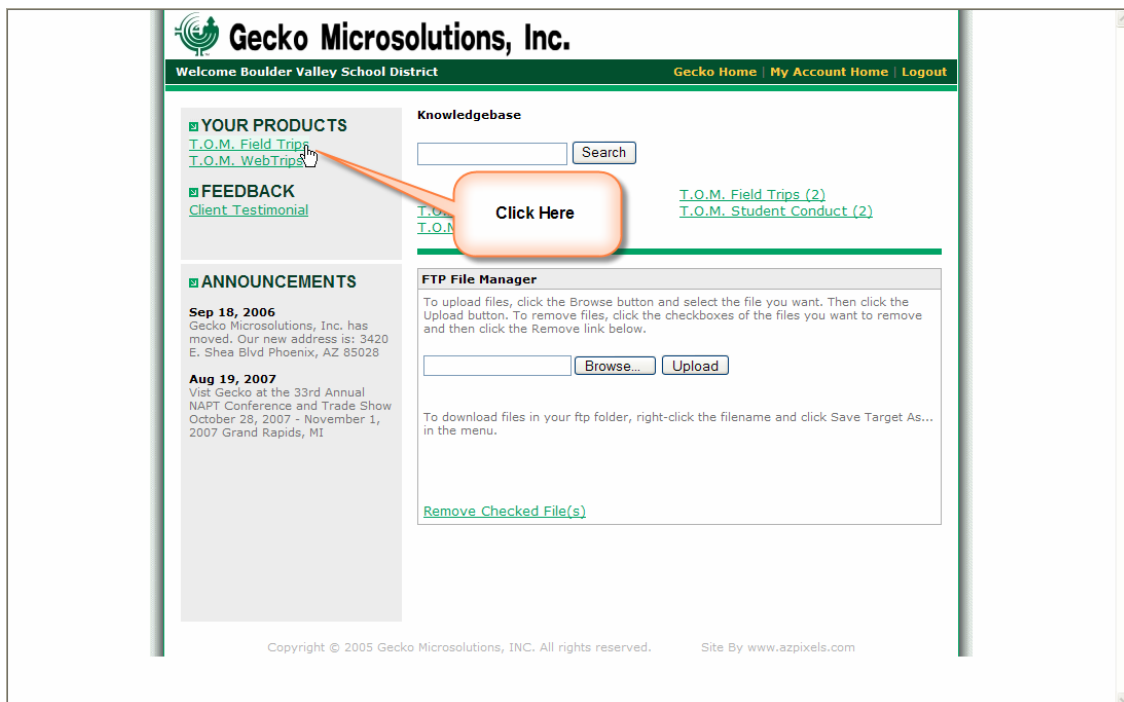 Gecko Microsolutions, Inc.
Welcome Boulder Valley School District
Gecko Home | My Account Home | Logout
YOUR PRODUCTS
T.O.M. Field Trips
T.O.M. WebTrips
FEEDBACK
Client Testimonial
ANNOUNCEMENTS
Sep 18, 2006
Gecko Microsolutions, Inc. has
moved. Our new address is: 3420
E. Shea Blvd Phoenix, AZ 85028
Aug 19, 2007
Vist Gecko at the 33rd Annual
NAPT Conference and Trade Show
October 28, 2007 - November 1,
2007 Grand Rapids, MI
Knowledgebase
Search
Click Here
T.O.M. Field Trips (2)
T.O.M. Student Conduct (2)
FTP File Manager
To upload files, click the Browse button and select the file you want. Then click the
Upload button. To remove files, click the checkboxes of the files you want to remove
and then click the Remove link below.
Browse... Upload
To download files in your ftp folder, right-click the filename and click Save Target As...
in the menu.
Remove Checked File(s)
Copyright © 2005 Gecko Microsolutions, INC. All rights reserved. Site By www.azpixels.com